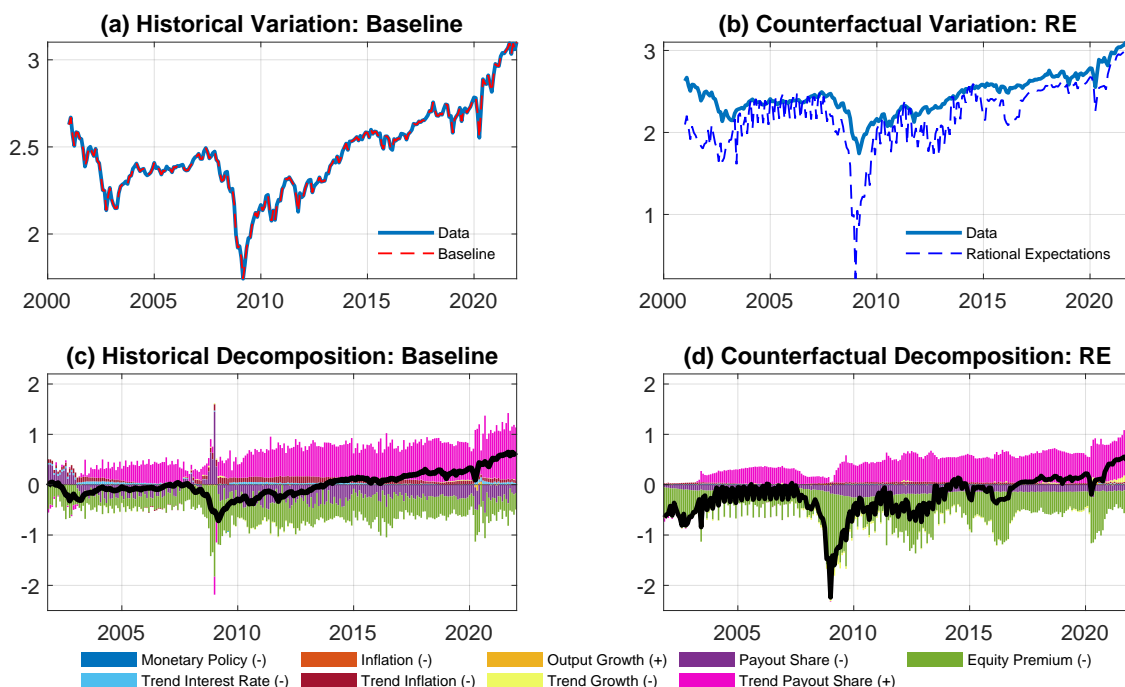 (a) Historical Variation: Baseline
3
2.5
2
Data
Baseline
2000 2005 2010 2015 2020
(b) Counterfactual Variation: RE
3
2
1
Data
Rational Expectations
2000 2005 2010 2015 2020
(c) Historical Decomposition: Baseline
2
1
0
-1
-2
2005 2010 2015 2020
(d) Counterfactual Decomposition: RE
2
1
0
-1
-2
2005 2010 2015 2020
Monetary Policy (-) Inflation (-) Output Growth (+) Payout Share (-) Equity Premium (-)
Trend Interest Rate (-) Trend Inflation (-) Trend Growth (-) Trend Payout Share (+)